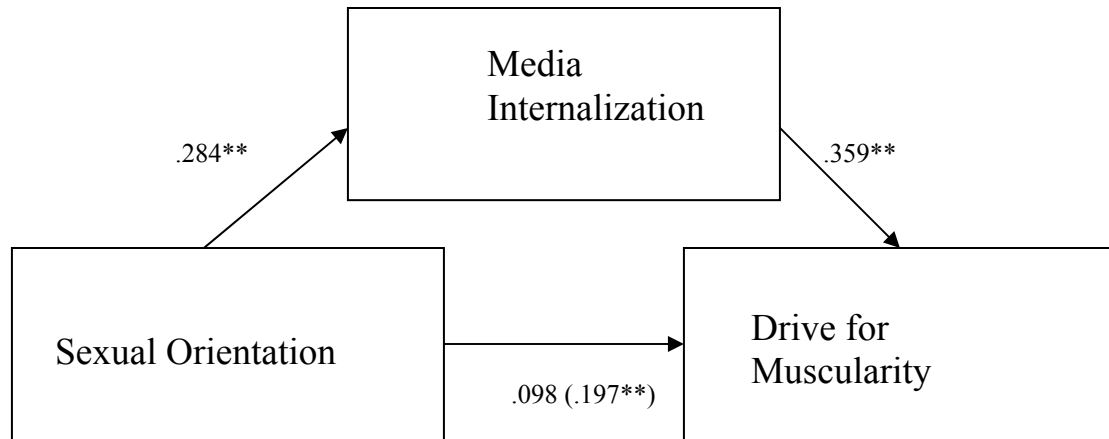 Media
Internalization
.284**
.359**
Sexual Orientation
Drive for
Muscularity
.098 (.197**)